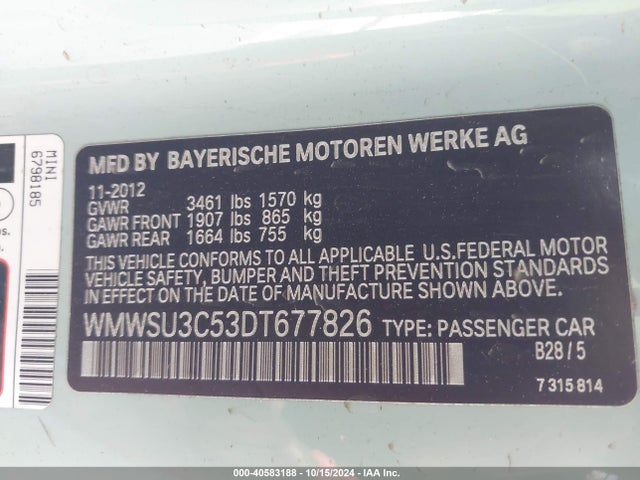 MINI
6798185
MFD BY BAYERISCHE MOTOREN WERKE AG
11-2012
GVWR 3461 lbs 1570 kg
GAWR FRONT 1907 lbs 865 kg
GAWR REAR 1664 lbs 755 kg
THIS VEHICLE CONFORMS TO ALL APPLICABLE U.S.FEDERAL MOTOR
VEHICLE SAFETY, BUMPER AND THEFT PREVENTION STANDARDS
IN EFFECT ON THE DATE OF MANUFACTURE SHOWN ABOVE.
WMWSU3C53DT677826 TYPE: PASSENGER CAR
B28/5
7 315 814
000-40583188 - 10/15/2024 - IAA Inc.